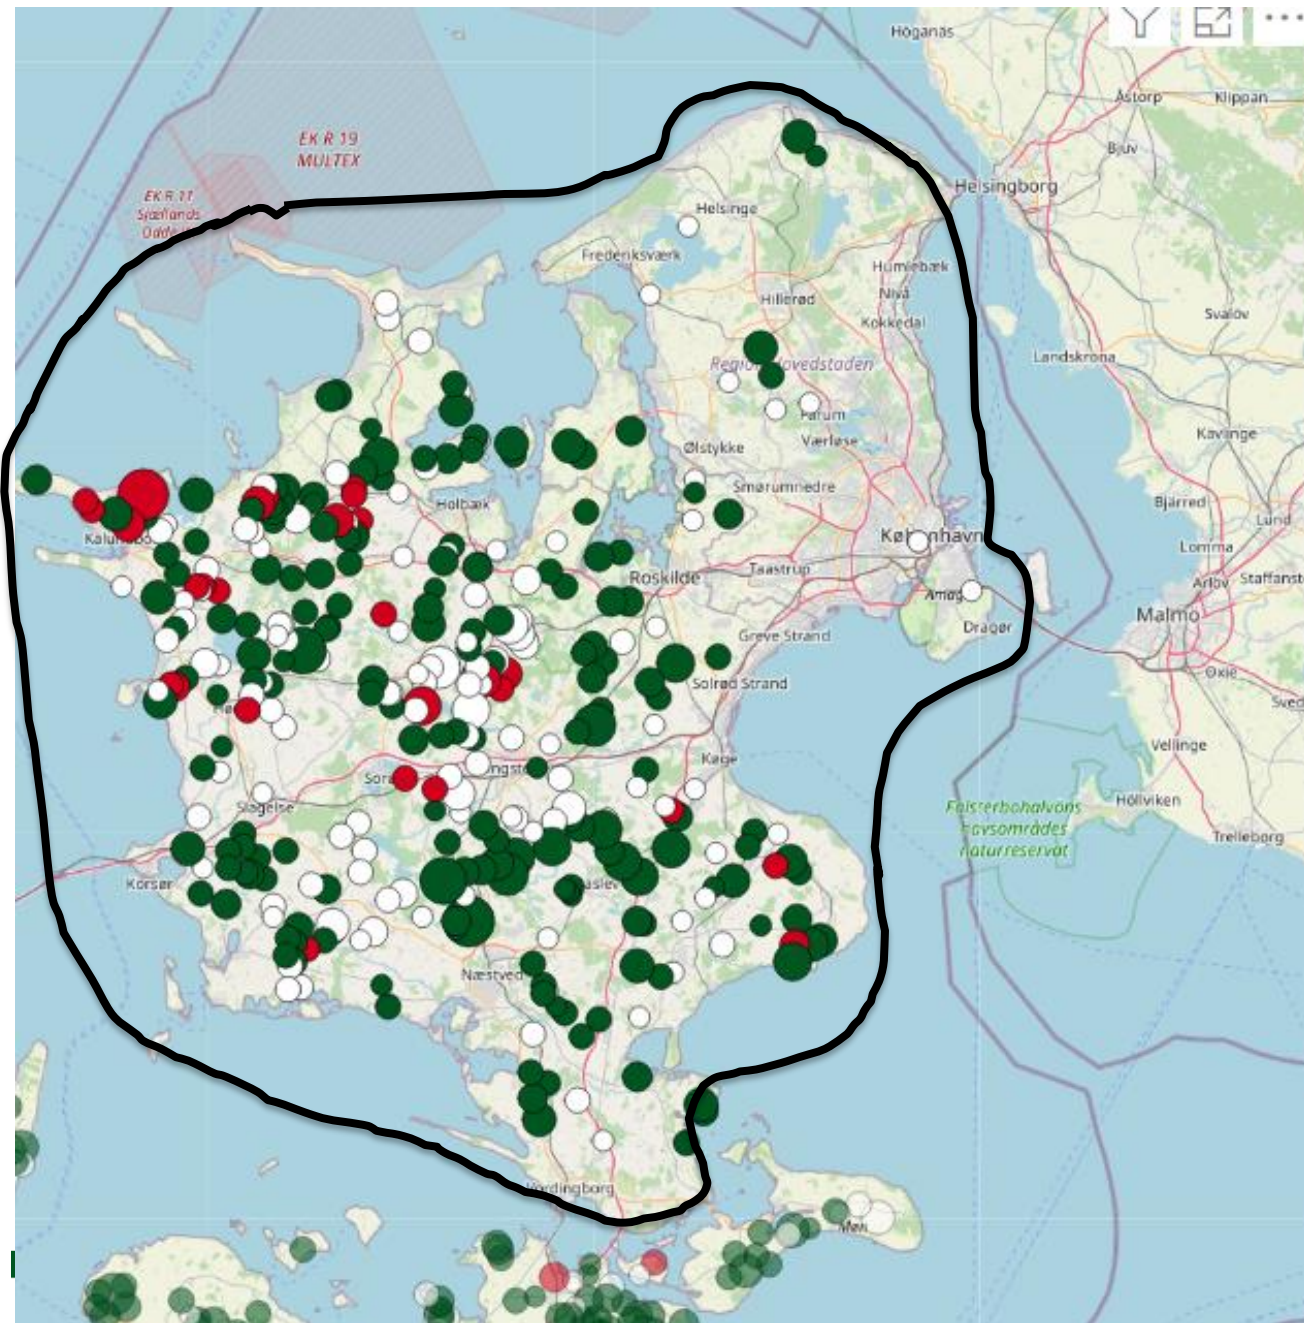 Höganäs
Åstorp
Klippan
EK R 19
MULTEX
Bjuv
EK R 11
Sjællands
Helsingborg
Helsinge
Frederiksværk
Humlebæk
Nivå
Hillerød
Kokkedal
Svalöv
Landskrona
Farum
Kävlinge
Værløse
Ølstykke
Smørumnedre
Holbæk
Bjärred
Lund
Lomma
Taastrup
Roskilde
Arlöv
Staffanst
Malmö
Dragør
Greve Strand
Oxie
Solrød Strand
Vellinge
Køge
Höllviken
Falsterbohalvöns
havsområdes
naturreservat
Slagelse
Trelleborg
Korsør
Næstved
Vordingborg
Møn